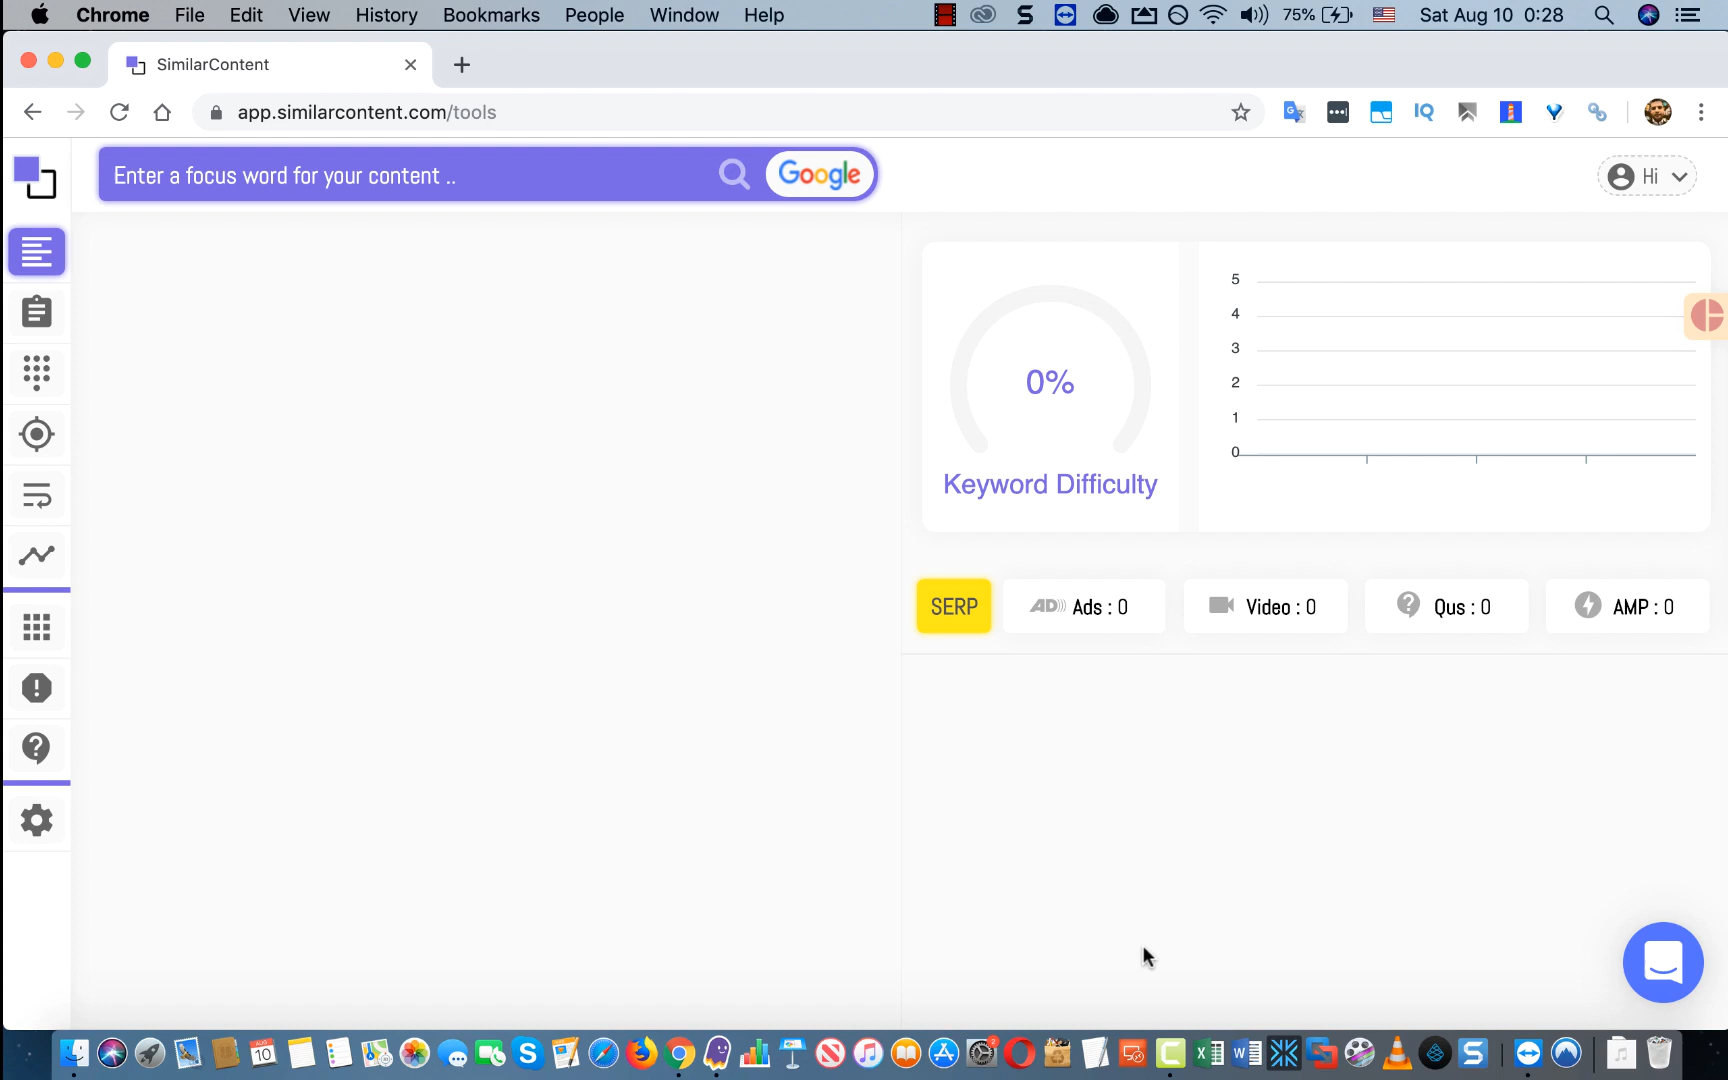 Chrome File Edit View History Bookmarks People Window Help 75% Sat Aug 10 0:28
SimilarContent
app.similarcontent.com/tools
IQ
Enter a focus word for your content ..
Google
Hi
5
4
3
2
1
0
0%
Keyword Difficulty
SERP
AD Ads : 0
Video : 0
Qus : 0
AMP : 0
AUG
10
2